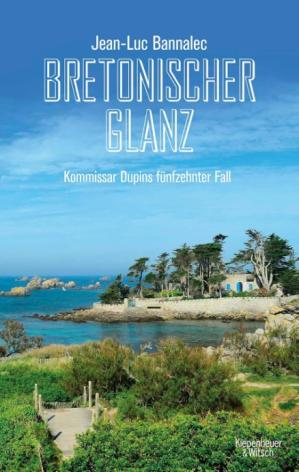 Jean-Luc Bannalec
BRETONISCHER
GLANZ
Kommissar Dupins fünfzehnter Fall
Kiepenheuer
&Witsch